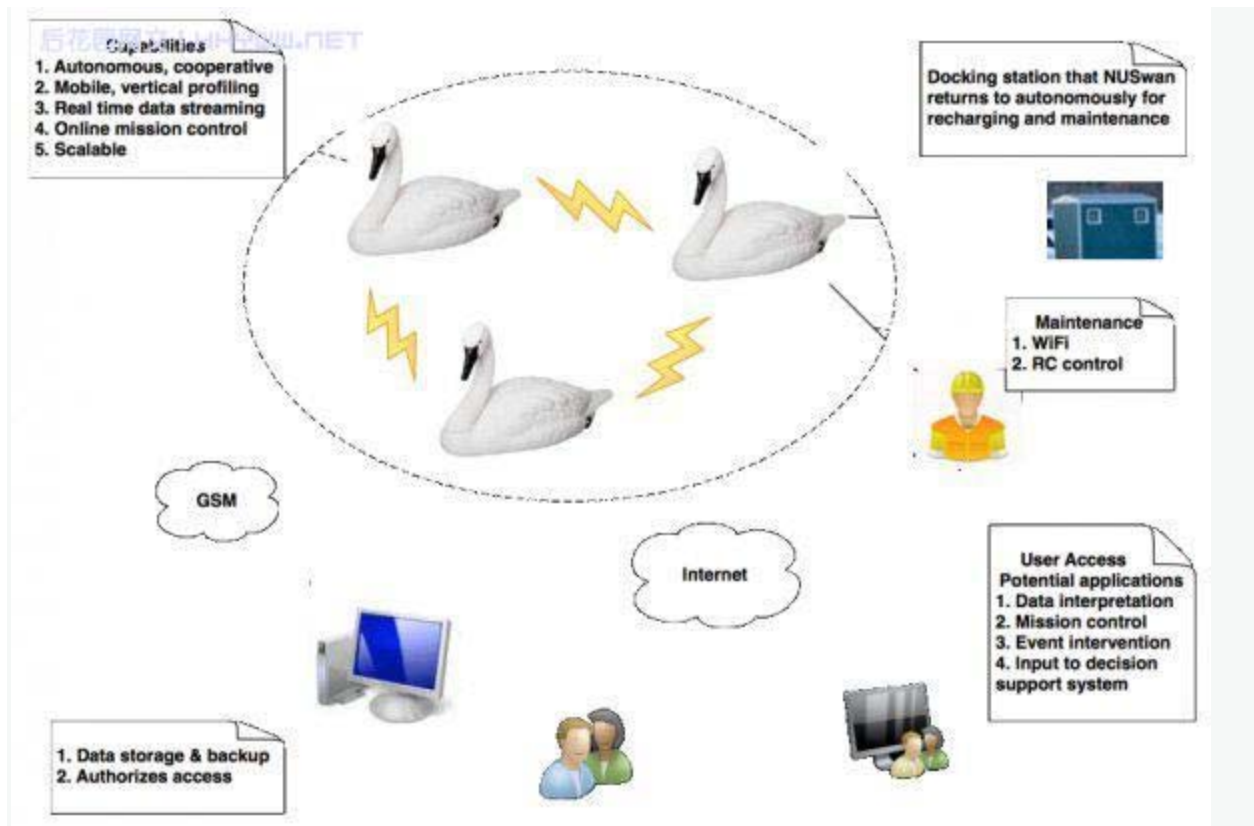 Capabilities
1. Autonomous, cooperative
2. Mobile, vertical profiling
3. Real time data streaming
4. Online mission control
5. Scalable
Docking station that NUSwan
returns to autonomously for
recharging and maintenance
Maintenance
1. WiFi
2. RC control
GSM
Internet
User Access
Potential applications
1. Data interpretation
2. Mission control
3. Event intervention
4. Input to decision
support system
1. Data storage & backup
2. Authorizes access